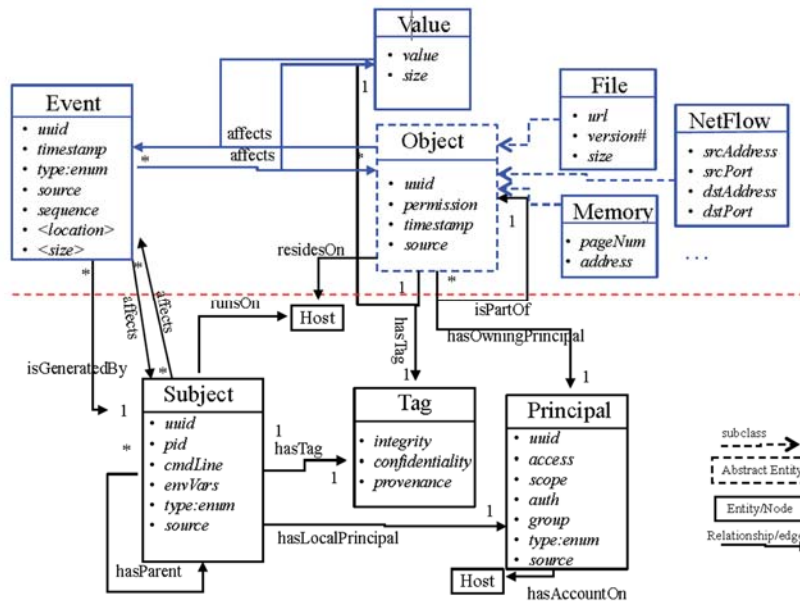 Value
• value
• size
Event
• uuid
• timestamp
• type:enum
• source
• sequence
• <location>
• <size>
affects
affects
*
*
1
Object
• uuid
• permission
• timestamp
• source
File
• url
• version#
• size
NetFlow
• srcAddress
• srcPort
• dstAddress
• dstPort
Memory
• pageNum
• address
...
1
residesOn
*
*
*
1
runsOn
Host
isPartOf
hasOwningPrincipal
affects
affects
hasTag
isGeneratedBy
1
*
*
1
1
Subject
• uuid
• pid
• cmdLine
• envVars
• type:enum
• source
1
hasTag
1
Tag
• integrity
• confidentiality
• provenance
Principal
• uuid
• access
• scope
• auth
• group
• type:enum
• source
1
hasLocalPrincipal
hasParent
Host
hasAccountOn
subclass
Abstract Entity
Entity/Node
Relationship/edge